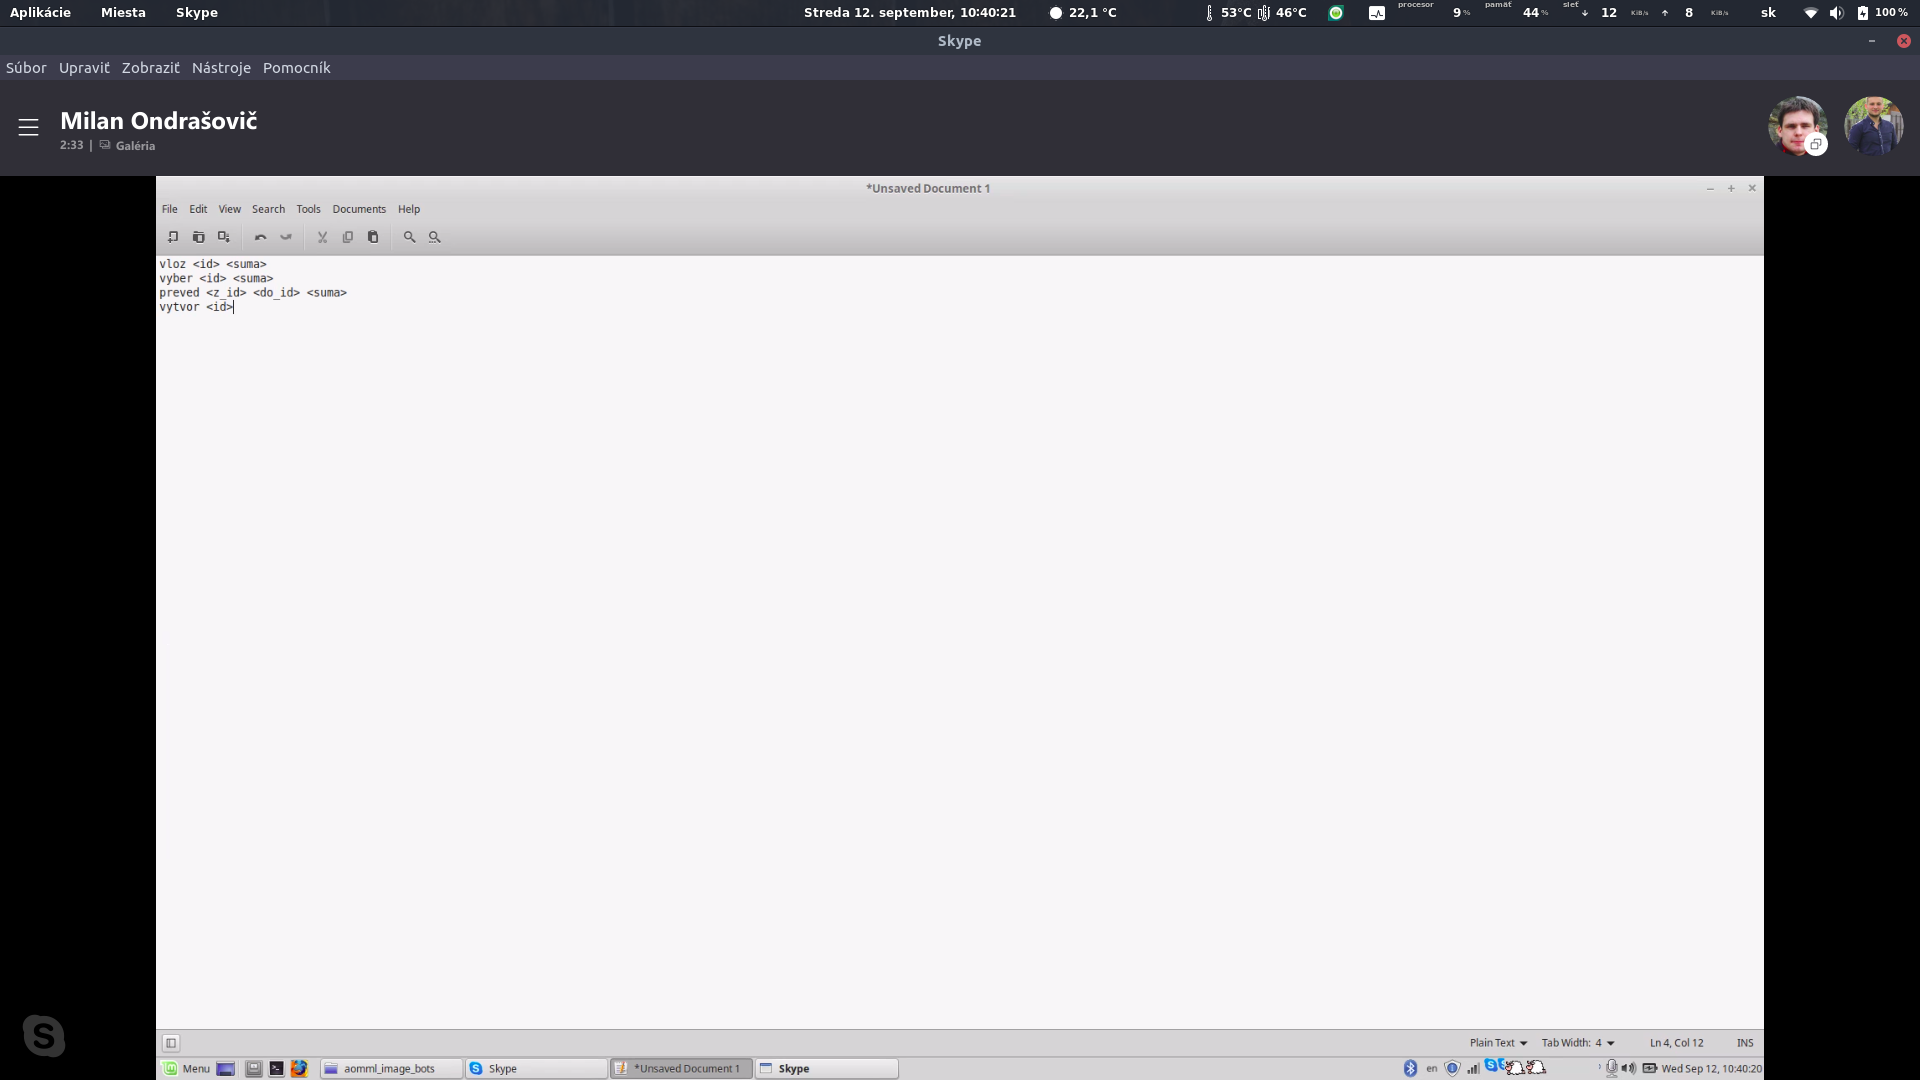 Aplikácie Miesta Skype Streda 12. september, 10:40:21 22,1 °C 53°C 46°C procesor 9 % pamäť 44 % sieť 12 KiB/s 8 KiB/s sk 100 %
Skype
Súbor Upraviť Zobraziť Nástroje Pomocník
Milan Ondrašovič
2:33 | Galéria
*Unsaved Document 1
File Edit View Search Tools Documents Help
vloz <id> <suma>
vyber <id> <suma>
preved <z_id> <do_id> <suma>
vytvor <id>
Plain Text Tab Width: 4 Ln 4, Col 12 INS
Menu aomml_image_bots Skype *Unsaved Document 1 Skype en Wed Sep 12, 10:40:20